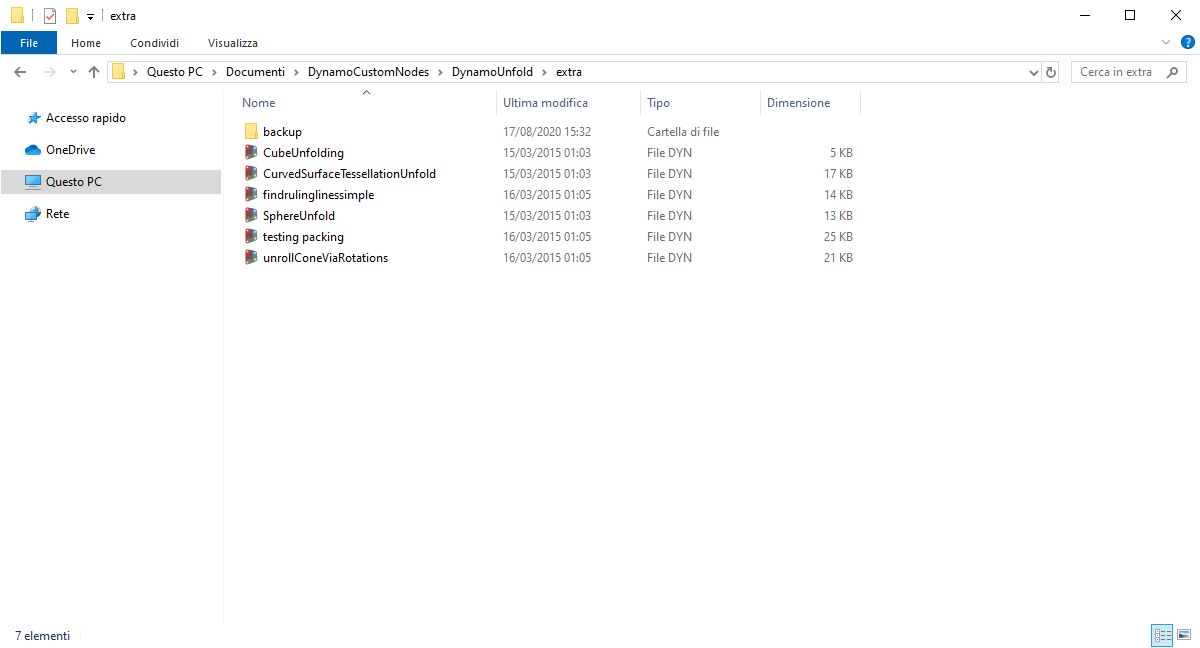 extra
File Home Condividi Visualizza
Questo PC Documenti DynamoCustomNodes DynamoUnfold extra Cerca in extra
Nome Ultima modifica Tipo Dimensione
Accesso rapido
OneDrive
Questo PC
Rete
backup 17/08/2020 15:32 Cartella di file
CubeUnfolding 15/03/2015 01:03 File DYN 5 KB
CurvedSurfaceTessellationUnfold 15/03/2015 01:03 File DYN 17 KB
findrulinglinessimple 16/03/2015 01:05 File DYN 14 KB
SphereUnfold 15/03/2015 01:03 File DYN 13 KB
testing packing 16/03/2015 01:05 File DYN 25 KB
unrollConeViaRotations 16/03/2015 01:05 File DYN 21 KB
7 elementi